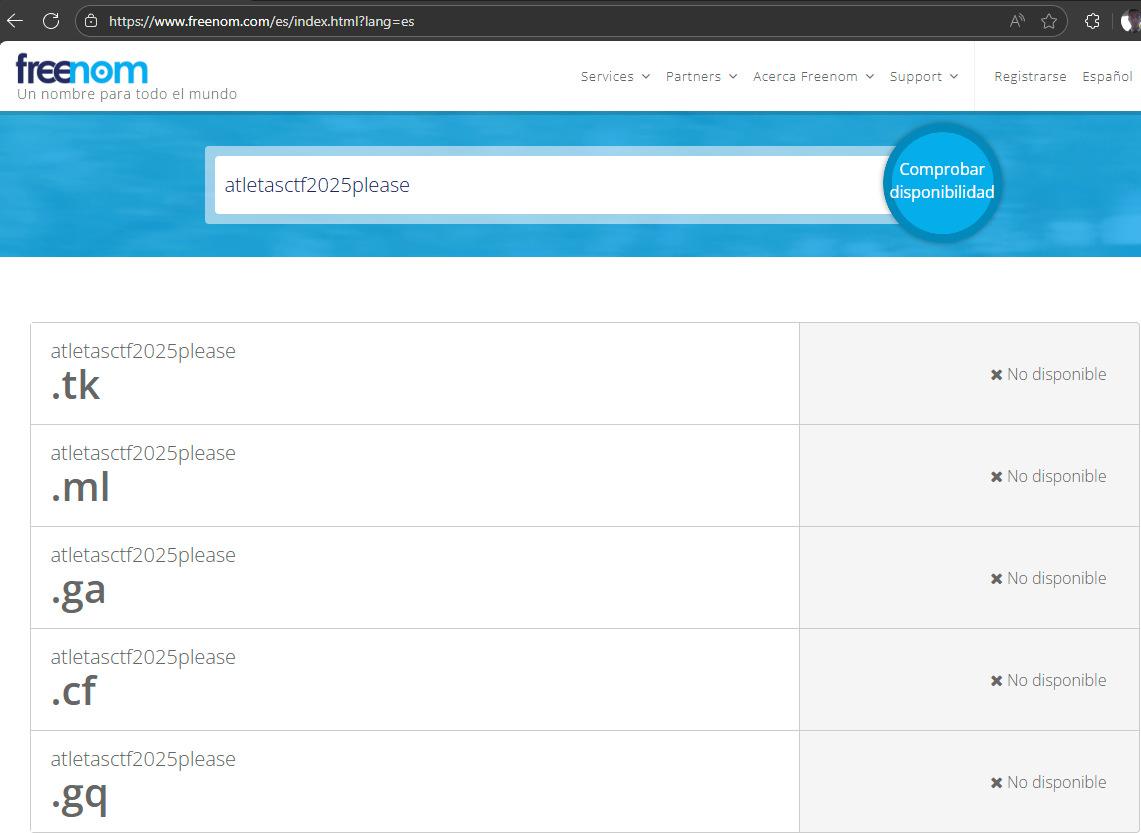 https://www.freenom.com/es/index.html?lang=es
freenom
Un nombre para todo el mundo
Services Partners Acerca Freenom Support Registrarse Español
atletasctf2025please
Comprobar
disponibilidad
atletasctf2025please
.tk
✖ No disponible
atletasctf2025please
.ml
✖ No disponible
atletasctf2025please
.ga
✖ No disponible
atletasctf2025please
.cf
✖ No disponible
atletasctf2025please
.gq
✖ No disponible